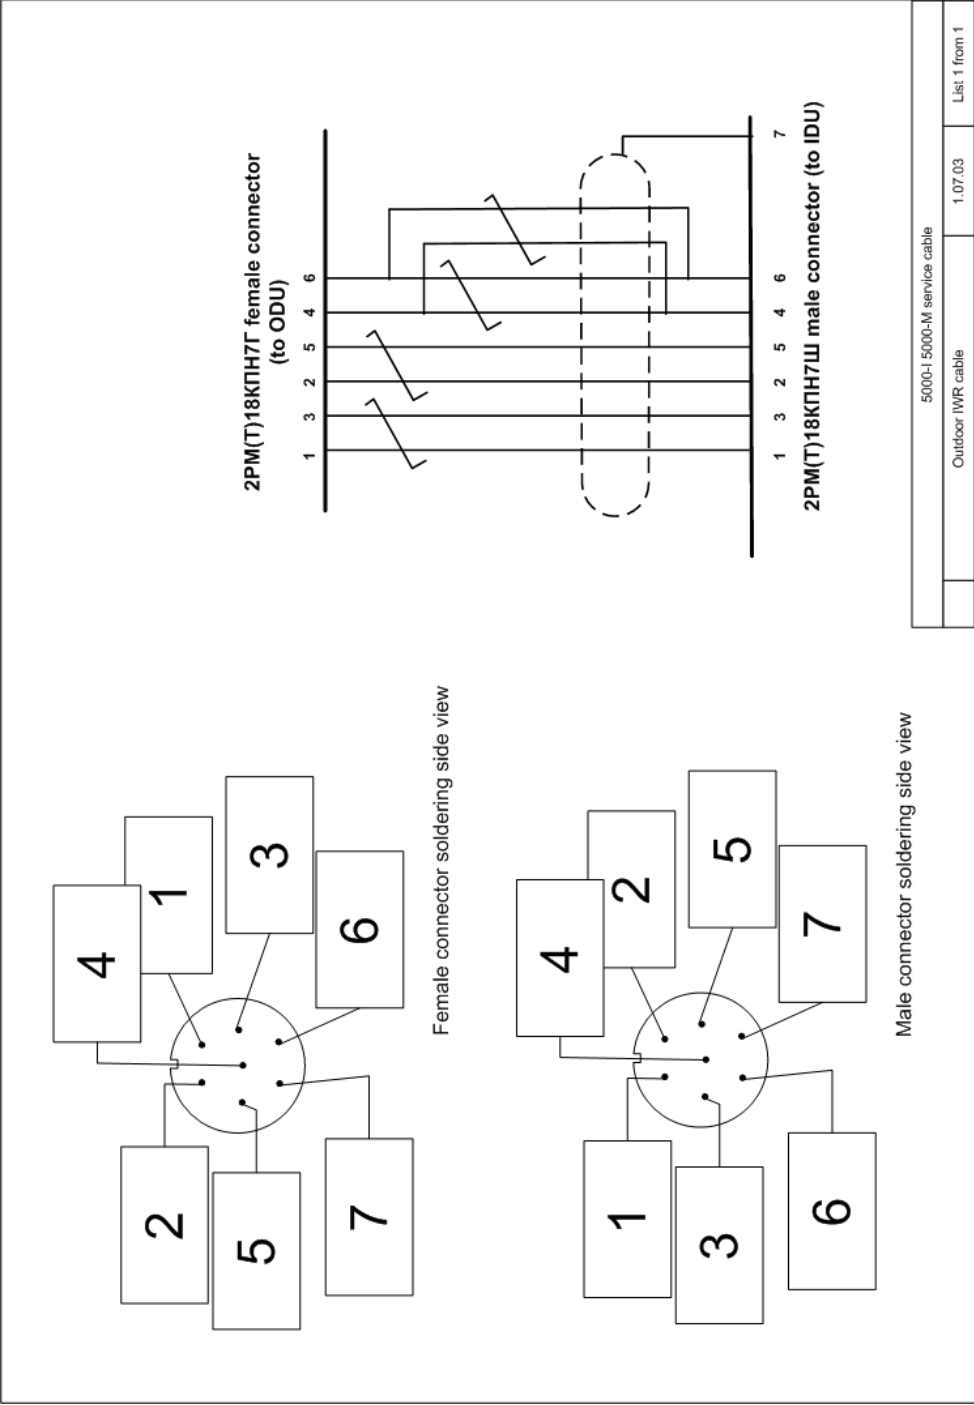 2PM(T)18КПН7Г female connector
(to ODU)
1 3 2 5 4 6
1 3 2 5 4 6 7
2PM(T)18КПН7Ш male connector (to IDU)
2
5
7
4
1
3
6
Female connector soldering side view
1
3
6
4
2
5
7
Male connector soldering side view
5000-I 5000-M service cable
Outdoor IWR cable 1.07.03 List 1 from 1